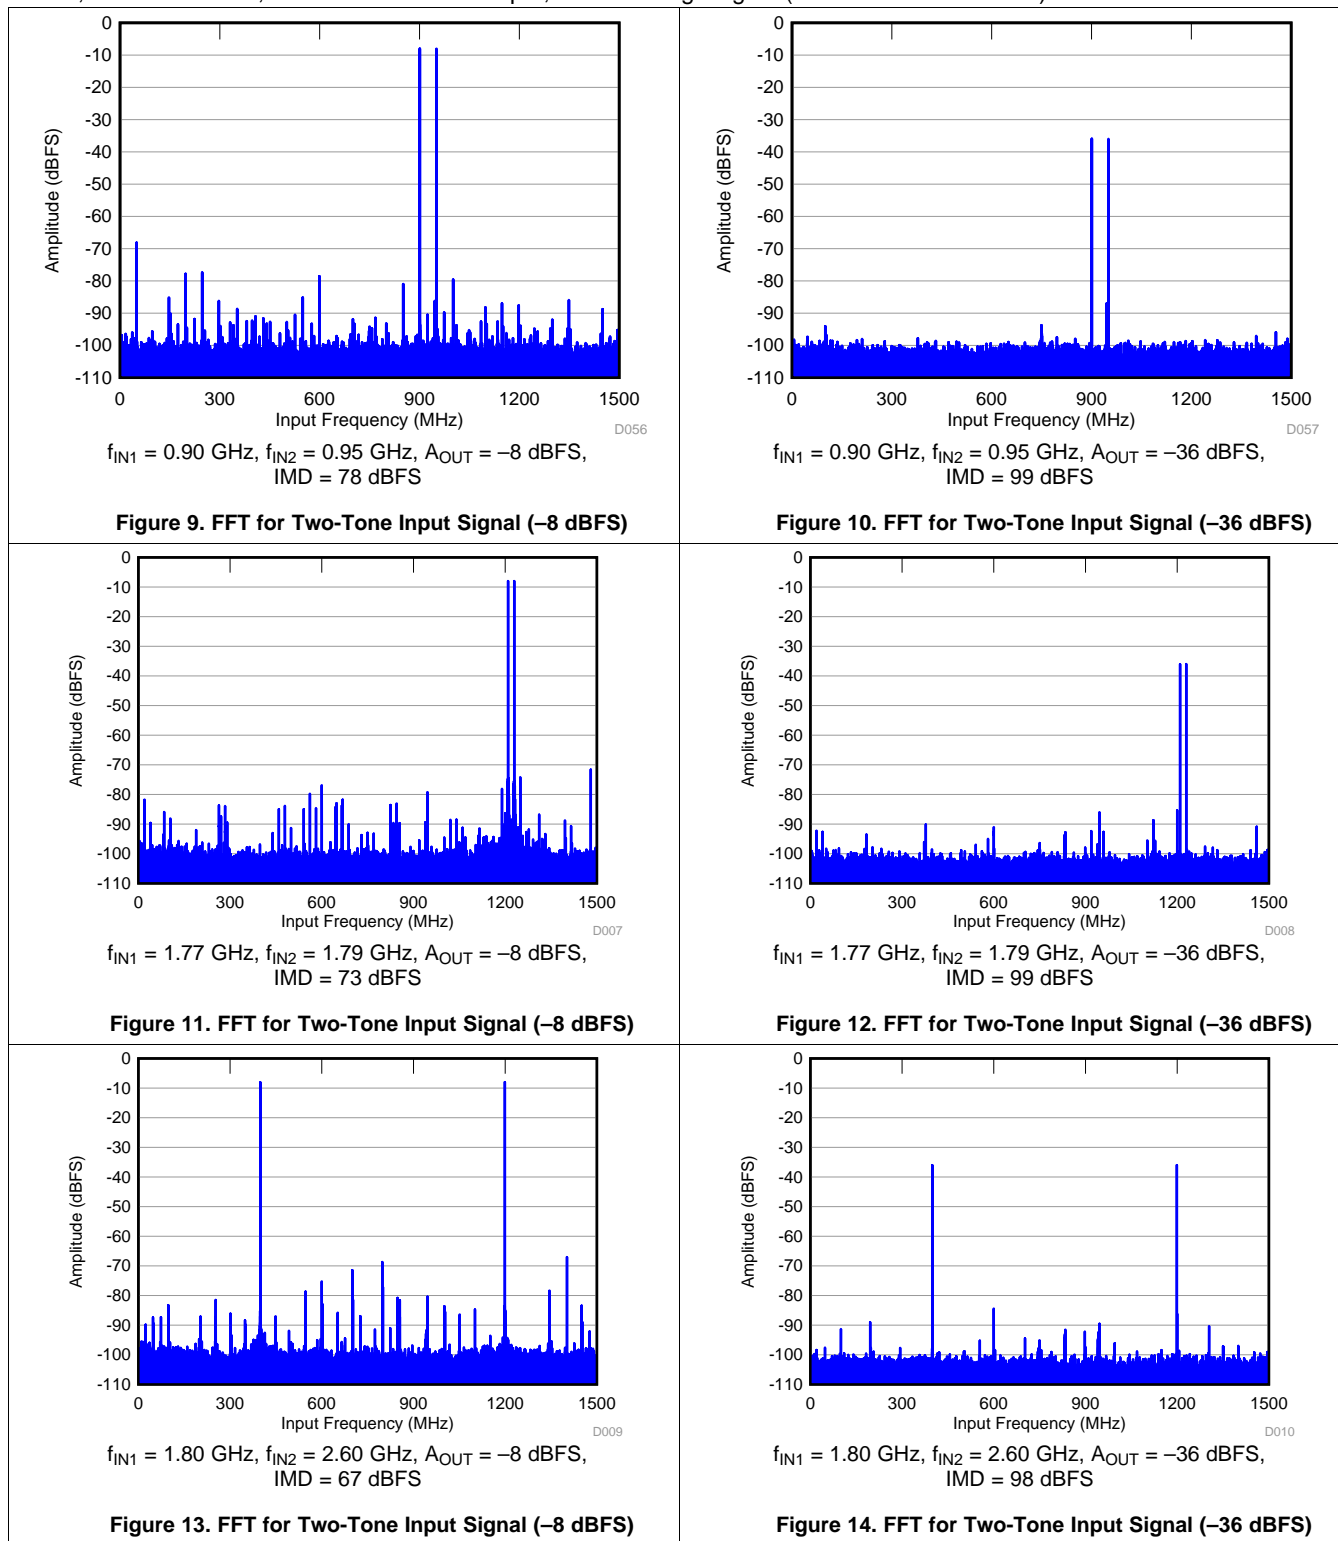 0
-10
-20
-30
-40
-50
-60
-70
-80
-90
-100
-110
Amplitude (dBFS)
0 300 600 900 1200 1500
Input Frequency (MHz)
D056
fIN1 = 0.90 GHz, fIN2 = 0.95 GHz, AOUT = –8 dBFS,
IMD = 78 dBFS
Figure 9. FFT for Two-Tone Input Signal (–8 dBFS)
0
-10
-20
-30
-40
-50
-60
-70
-80
-90
-100
-110
Amplitude (dBFS)
0 300 600 900 1200 1500
Input Frequency (MHz)
D057
fIN1 = 0.90 GHz, fIN2 = 0.95 GHz, AOUT = –36 dBFS,
IMD = 99 dBFS
Figure 10. FFT for Two-Tone Input Signal (–36 dBFS)
0
-10
-20
-30
-40
-50
-60
-70
-80
-90
-100
-110
Amplitude (dBFS)
0 300 600 900 1200 1500
Input Frequency (MHz)
D007
fIN1 = 1.77 GHz, fIN2 = 1.79 GHz, AOUT = –8 dBFS,
IMD = 73 dBFS
Figure 11. FFT for Two-Tone Input Signal (–8 dBFS)
0
-10
-20
-30
-40
-50
-60
-70
-80
-90
-100
-110
Amplitude (dBFS)
0 300 600 900 1200 1500
Input Frequency (MHz)
D008
fIN1 = 1.77 GHz, fIN2 = 1.79 GHz, AOUT = –36 dBFS,
IMD = 99 dBFS
Figure 12. FFT for Two-Tone Input Signal (–36 dBFS)
0
-10
-20
-30
-40
-50
-60
-70
-80
-90
-100
-110
Amplitude (dBFS)
0 300 600 900 1200 1500
Input Frequency (MHz)
D009
fIN1 = 1.80 GHz, fIN2 = 2.60 GHz, AOUT = –8 dBFS,
IMD = 67 dBFS
Figure 13. FFT for Two-Tone Input Signal (–8 dBFS)
0
-10
-20
-30
-40
-50
-60
-70
-80
-90
-100
-110
Amplitude (dBFS)
0 300 600 900 1200 1500
Input Frequency (MHz)
D010
fIN1 = 1.80 GHz, fIN2 = 2.60 GHz, AOUT = –36 dBFS,
IMD = 98 dBFS
Figure 14. FFT for Two-Tone Input Signal (–36 dBFS)